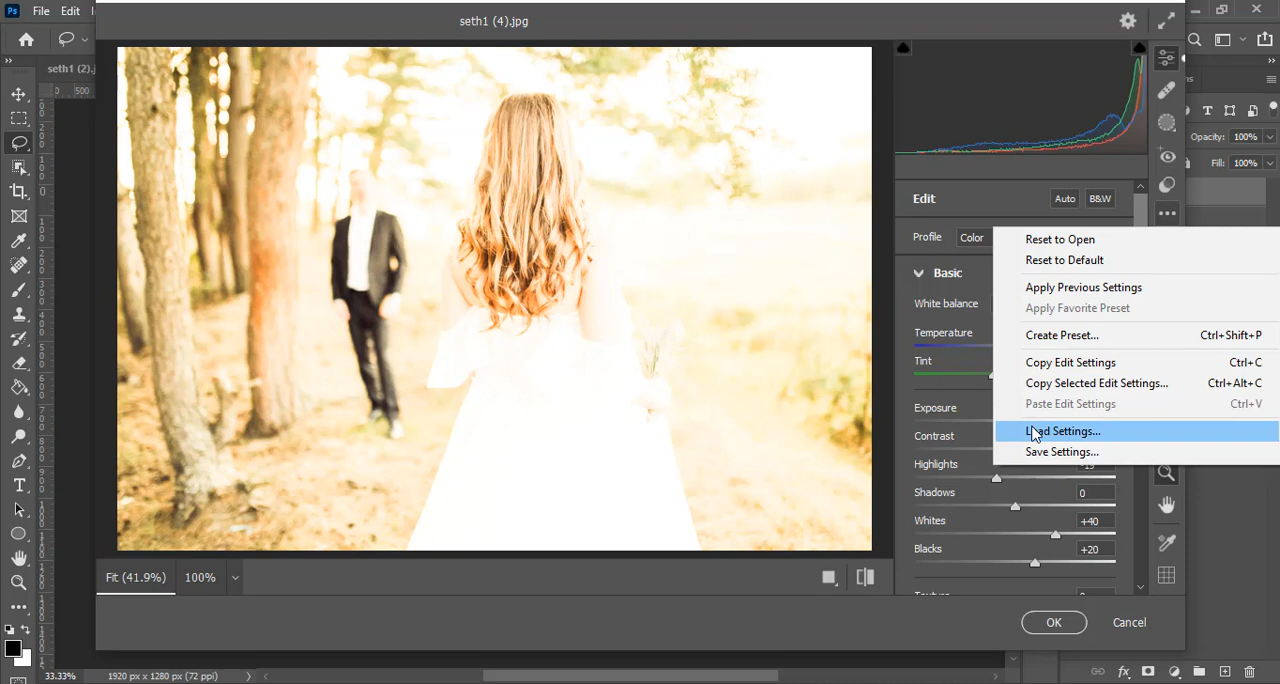 Ps File Edit
seth1 (4).jpg
seth1 (2).j
0 500
Opacity: 100%
Fill: 100%
Edit Auto B&W
Profile Color
Basic
White balance
Temperature
Tint
Exposure
Contrast
Highlights -19
Shadows 0
Whites +40
Blacks +20
Reset to Open
Reset to Default
Apply Previous Settings
Apply Favorite Preset
Create Preset... Ctrl+Shift+P
Copy Edit Settings Ctrl+C
Copy Selected Edit Settings... Ctrl+Alt+C
Paste Edit Settings Ctrl+V
Load Settings...
Save Settings...
Fit (41.9%) 100%
OK Cancel
33.33% 1920 px x 1280 px (72 ppi)